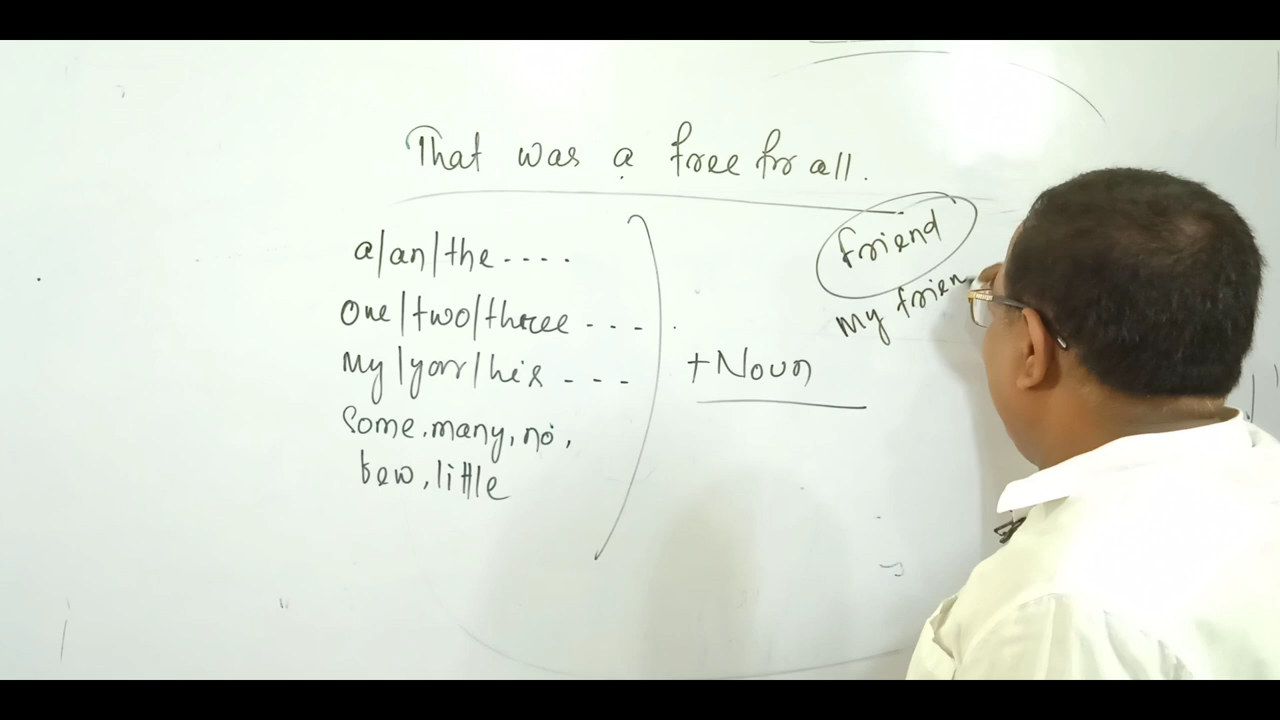 That was a free for all.
a/an/the....
One/two/three - - - .
My/your/his - - -
Some, many, no,
few, little
+ Noun
friend
my frien